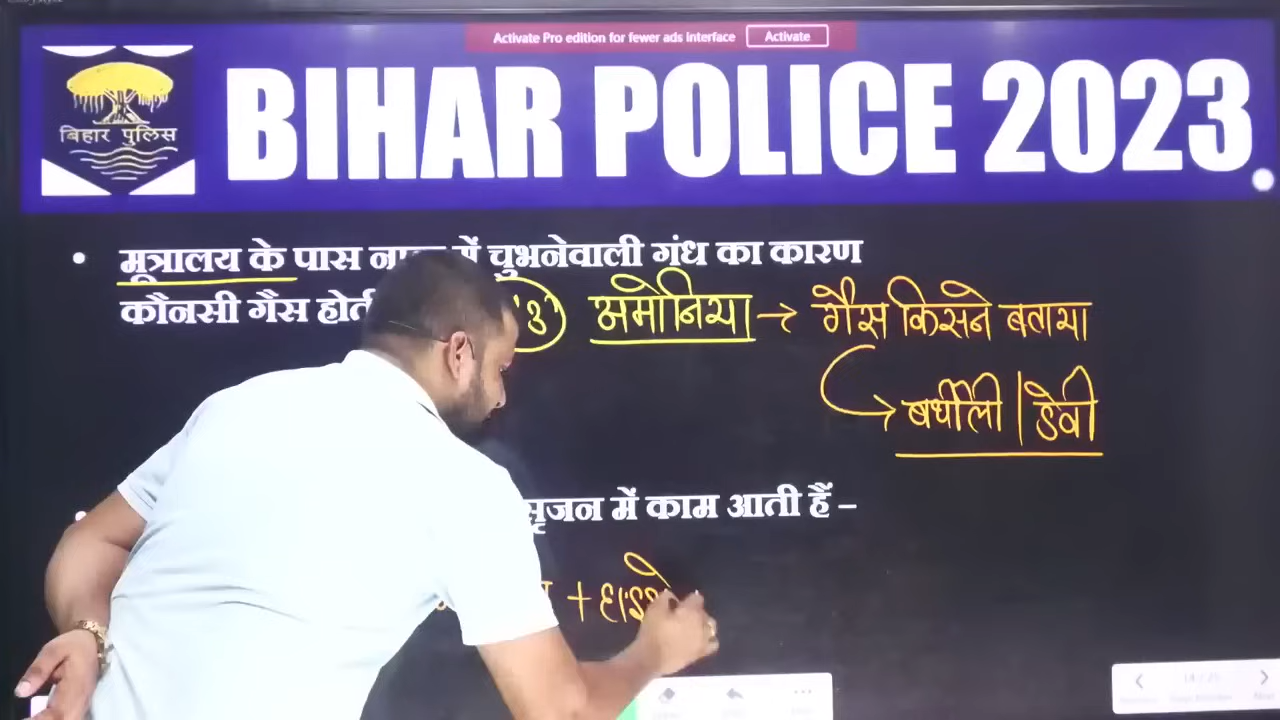 Activate Pro edition for fewer ads interface Activate
बिहार पुलिस
BIHAR POLICE 2023
• मूत्रालय के पास में चुभनेवाली गंध का कारण
कौनसी गैस अमोनिया → गैस किसने बताया
→ बर्थीली | डेवी
सृजन में काम आती हैं –
+ हाइड्रो